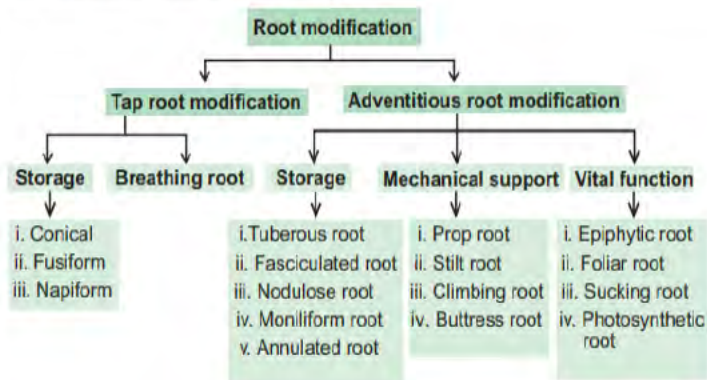 Root modification
Tap root modification
Adventitious root modification
Storage
Breathing root
Storage
Mechanical support
Vital function
i. Conical
ii. Fusiform
iii. Napiform
i.Tuberous root
ii. Fasciculated root
iii. Nodulose root
iv. Moniliform root
v. Annulated root
i. Prop root
ii. Stilt root
iii. Climbing root
iv. Buttress root
i. Epiphytic root
ii. Foliar root
iii. Sucking root
iv. Photosynthetic
root